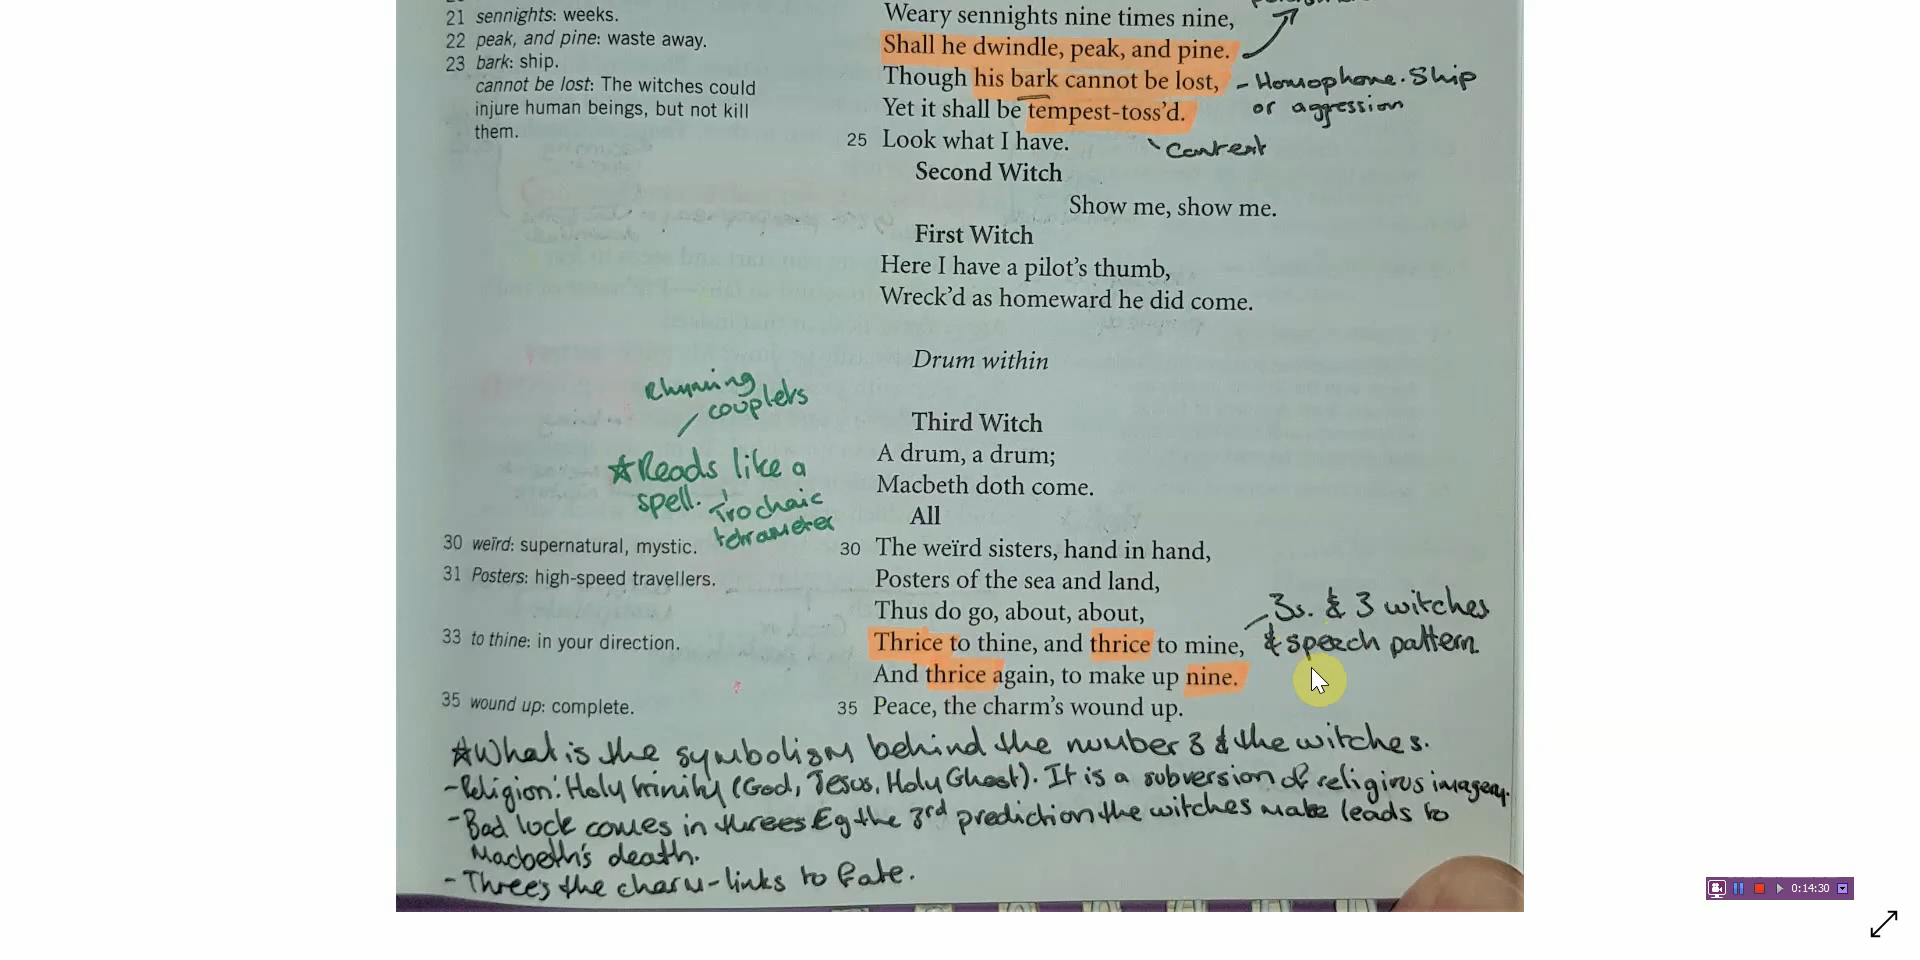 21 sennights: weeks.
22 peak, and pine: waste away.
23 bark: ship.
cannot be lost: The witches could
injure human beings, but not kill
them.
Weary sennights nine times nine,
Shall he dwindle, peak, and pine.
Though his bark cannot be lost,
- Homophone. Ship
or aggression
Yet it shall be tempest-toss'd.
Context
25 Look what I have.
Second Witch
Show me, show me.
First Witch
Here I have a pilot's thumb,
Wreck'd as homeward he did come.
Drum within
Rhyming
couplets
☆Reads like a
spell.
Trochaic
tetrameter
Third Witch
A drum, a drum;
Macbeth doth come.
All
30 weïrd: supernatural, mystic.
31 Posters: high-speed travellers.
33 to thine: in your direction.
35 wound up: complete.
30 The weïrd sisters, hand in hand,
Posters of the sea and land,
Thus do go, about, about,
Thrice to thine, and thrice to mine,
And thrice again, to make up nine.
35 Peace, the charm's wound up.
3s. & 3 witches
& speech pattern.
☆What is the symbolism behind the number 3 & the witches.
- Religion: Holy trinity (God, Jesus, Holy Ghost). It is a subversion of religious imagery.
- Bad luck comes in threes Eg the 3rd prediction the witches make leads to
Macbeth's death.
- Three's the charm - links to fate.
0:14:30